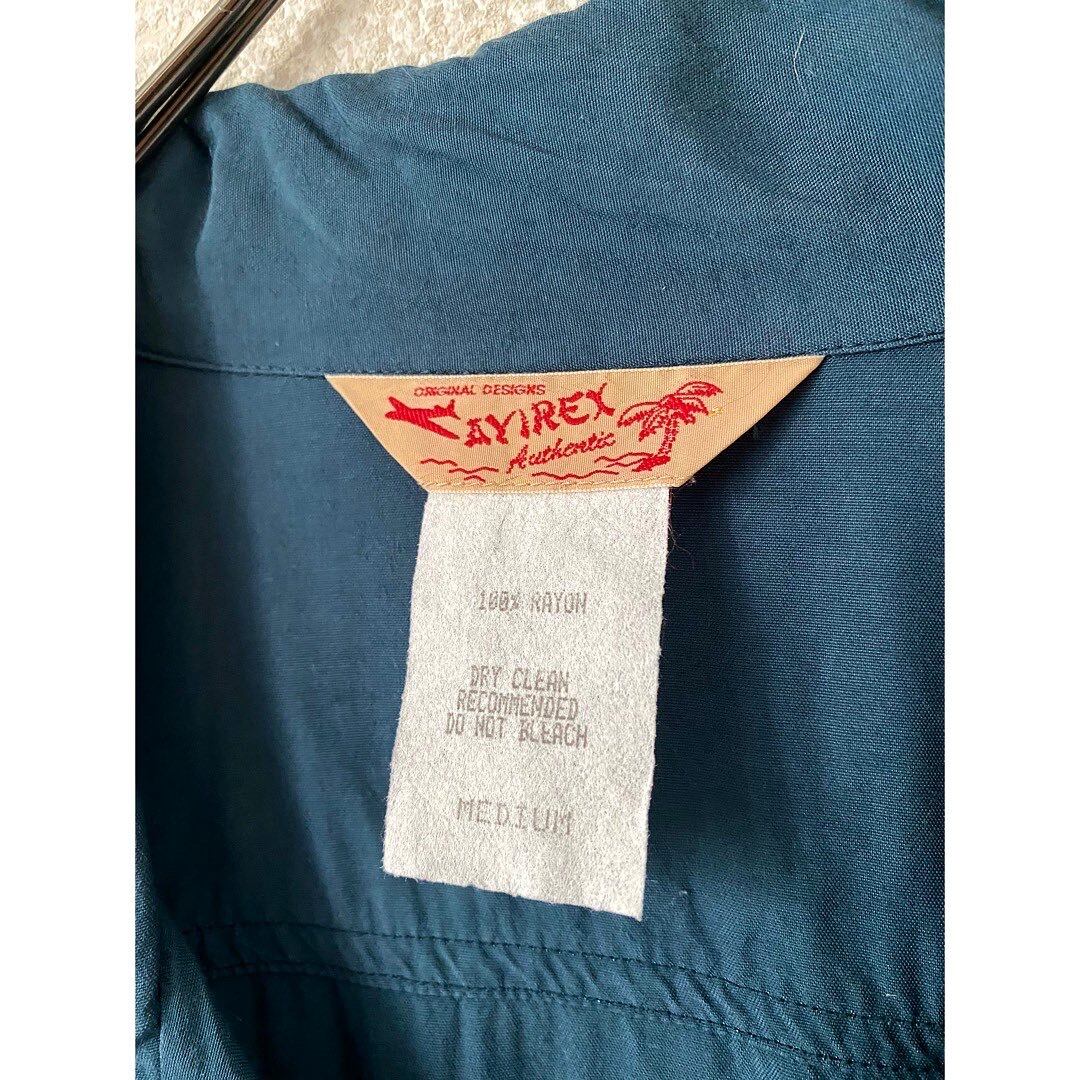 ORIGINAL DESIGNS
AVIREX
Authentic
100% RAYON
DRY CLEAN
RECOMMENDED
DO NOT BLEACH
MEDIUM